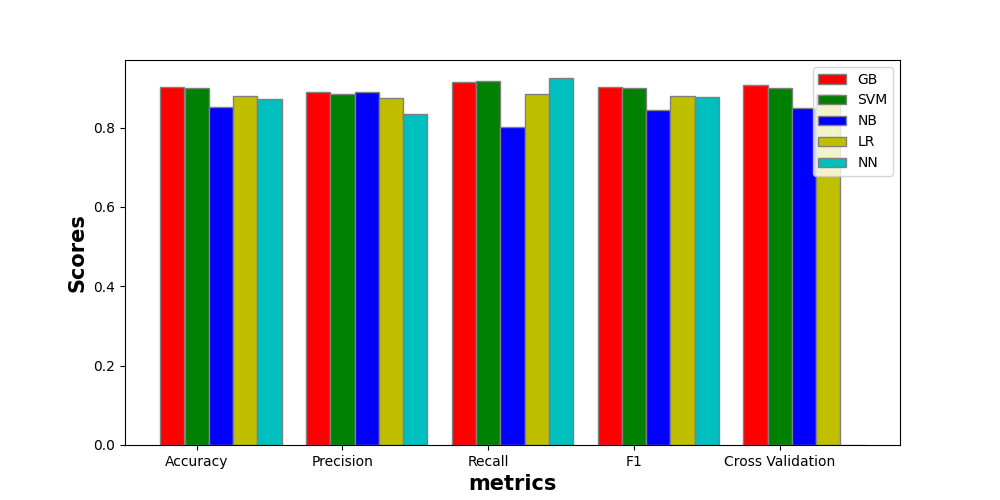 GB
SVM
NB
LR
NN
0.8
0.6
0.4
0.2
0.0
Scores
Accuracy
Precision
Recall
F1
Cross Validation
metrics